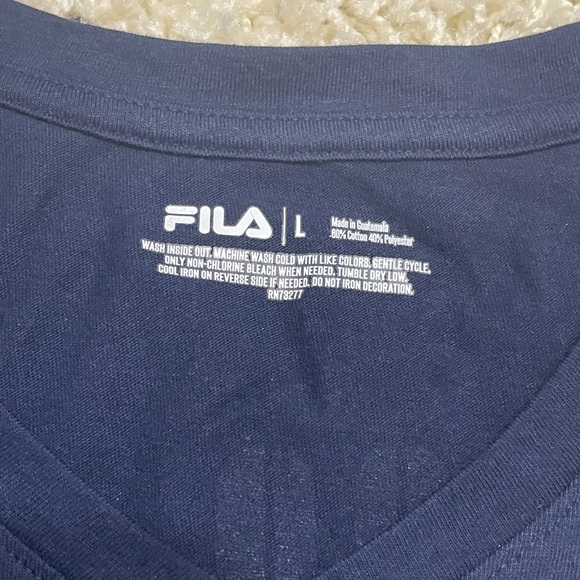 FILA | L
Made in Guatemala
60% Cotton 40% Polyester
WASH INSIDE OUT. MACHINE WASH COLD WITH LIKE COLORS. GENTLE CYCLE.
ONLY NON-CHLORINE BLEACH WHEN NEEDED. TUMBLE DRY LOW.
COOL IRON ON REVERSE SIDE IF NEEDED. DO NOT IRON DECORATION.
RN79277